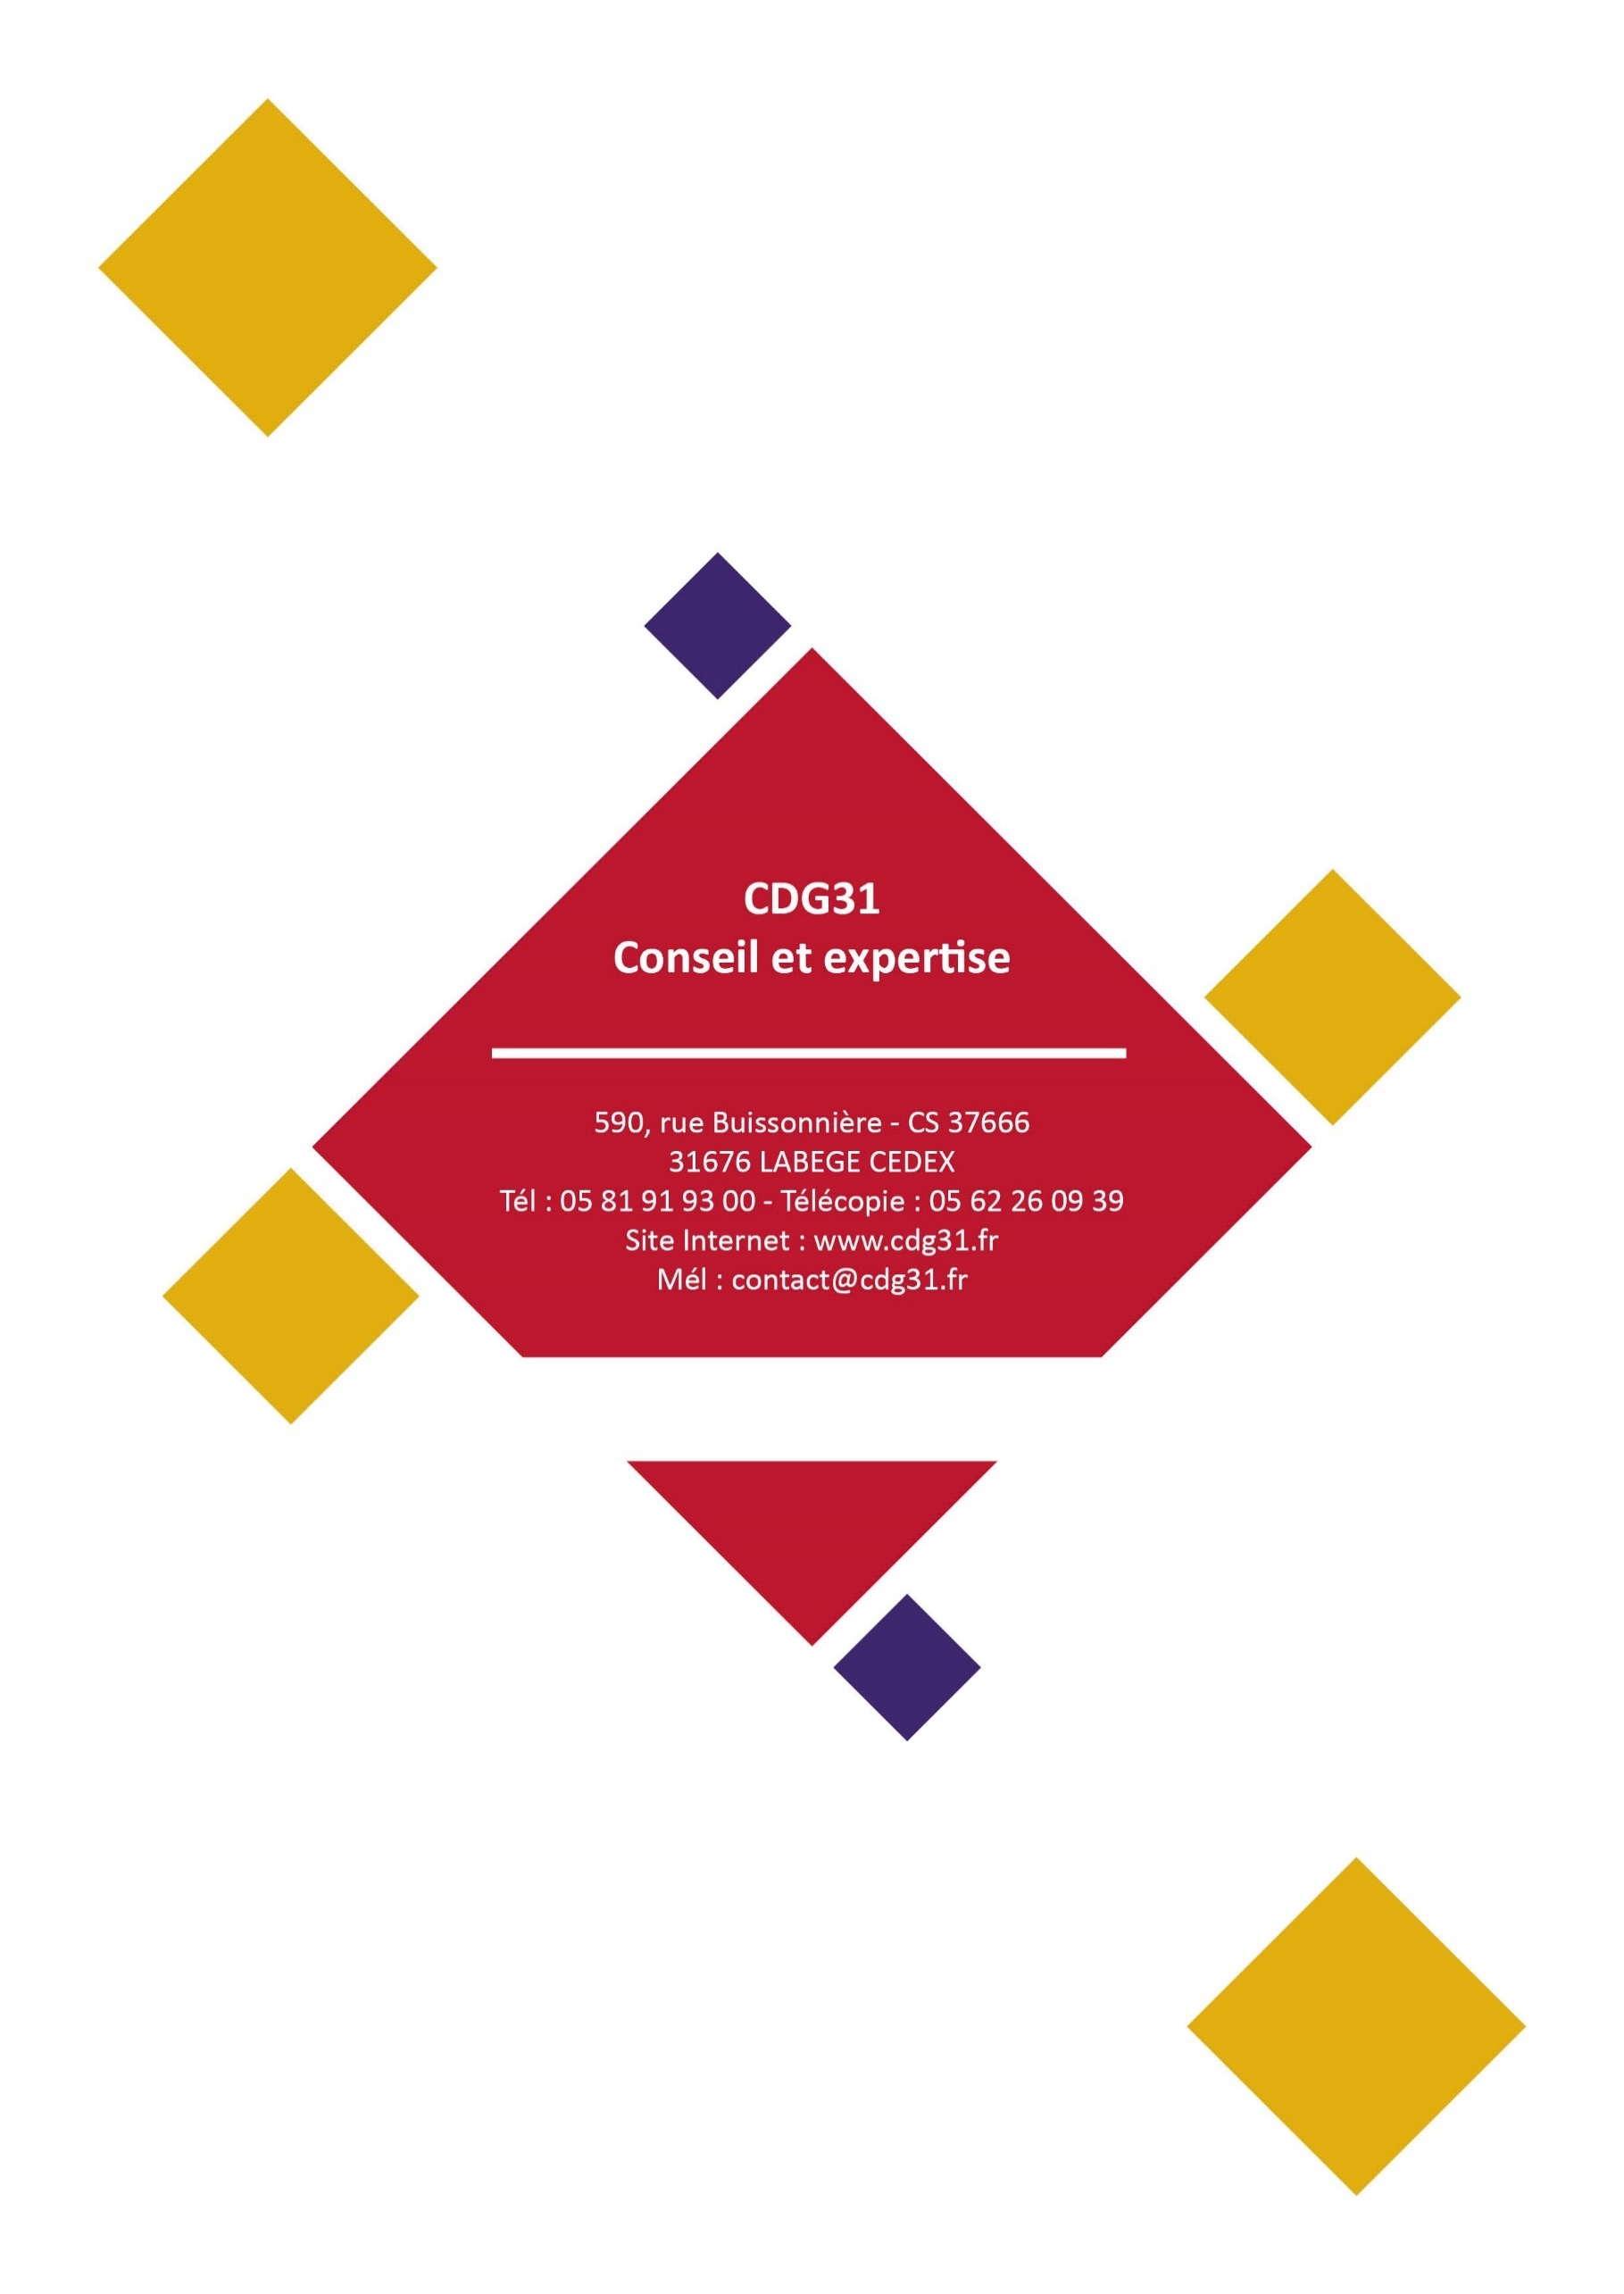 CDG31
Conseil et expertise
590, rue Buissonnière - CS 37666
31676 LABEGE CEDEX
Tél : 05 81 91 93 00 - Télécopie : 05 62 26 09 39
Site Internet : www.cdg31.fr
Mél : contact@cdg31.fr